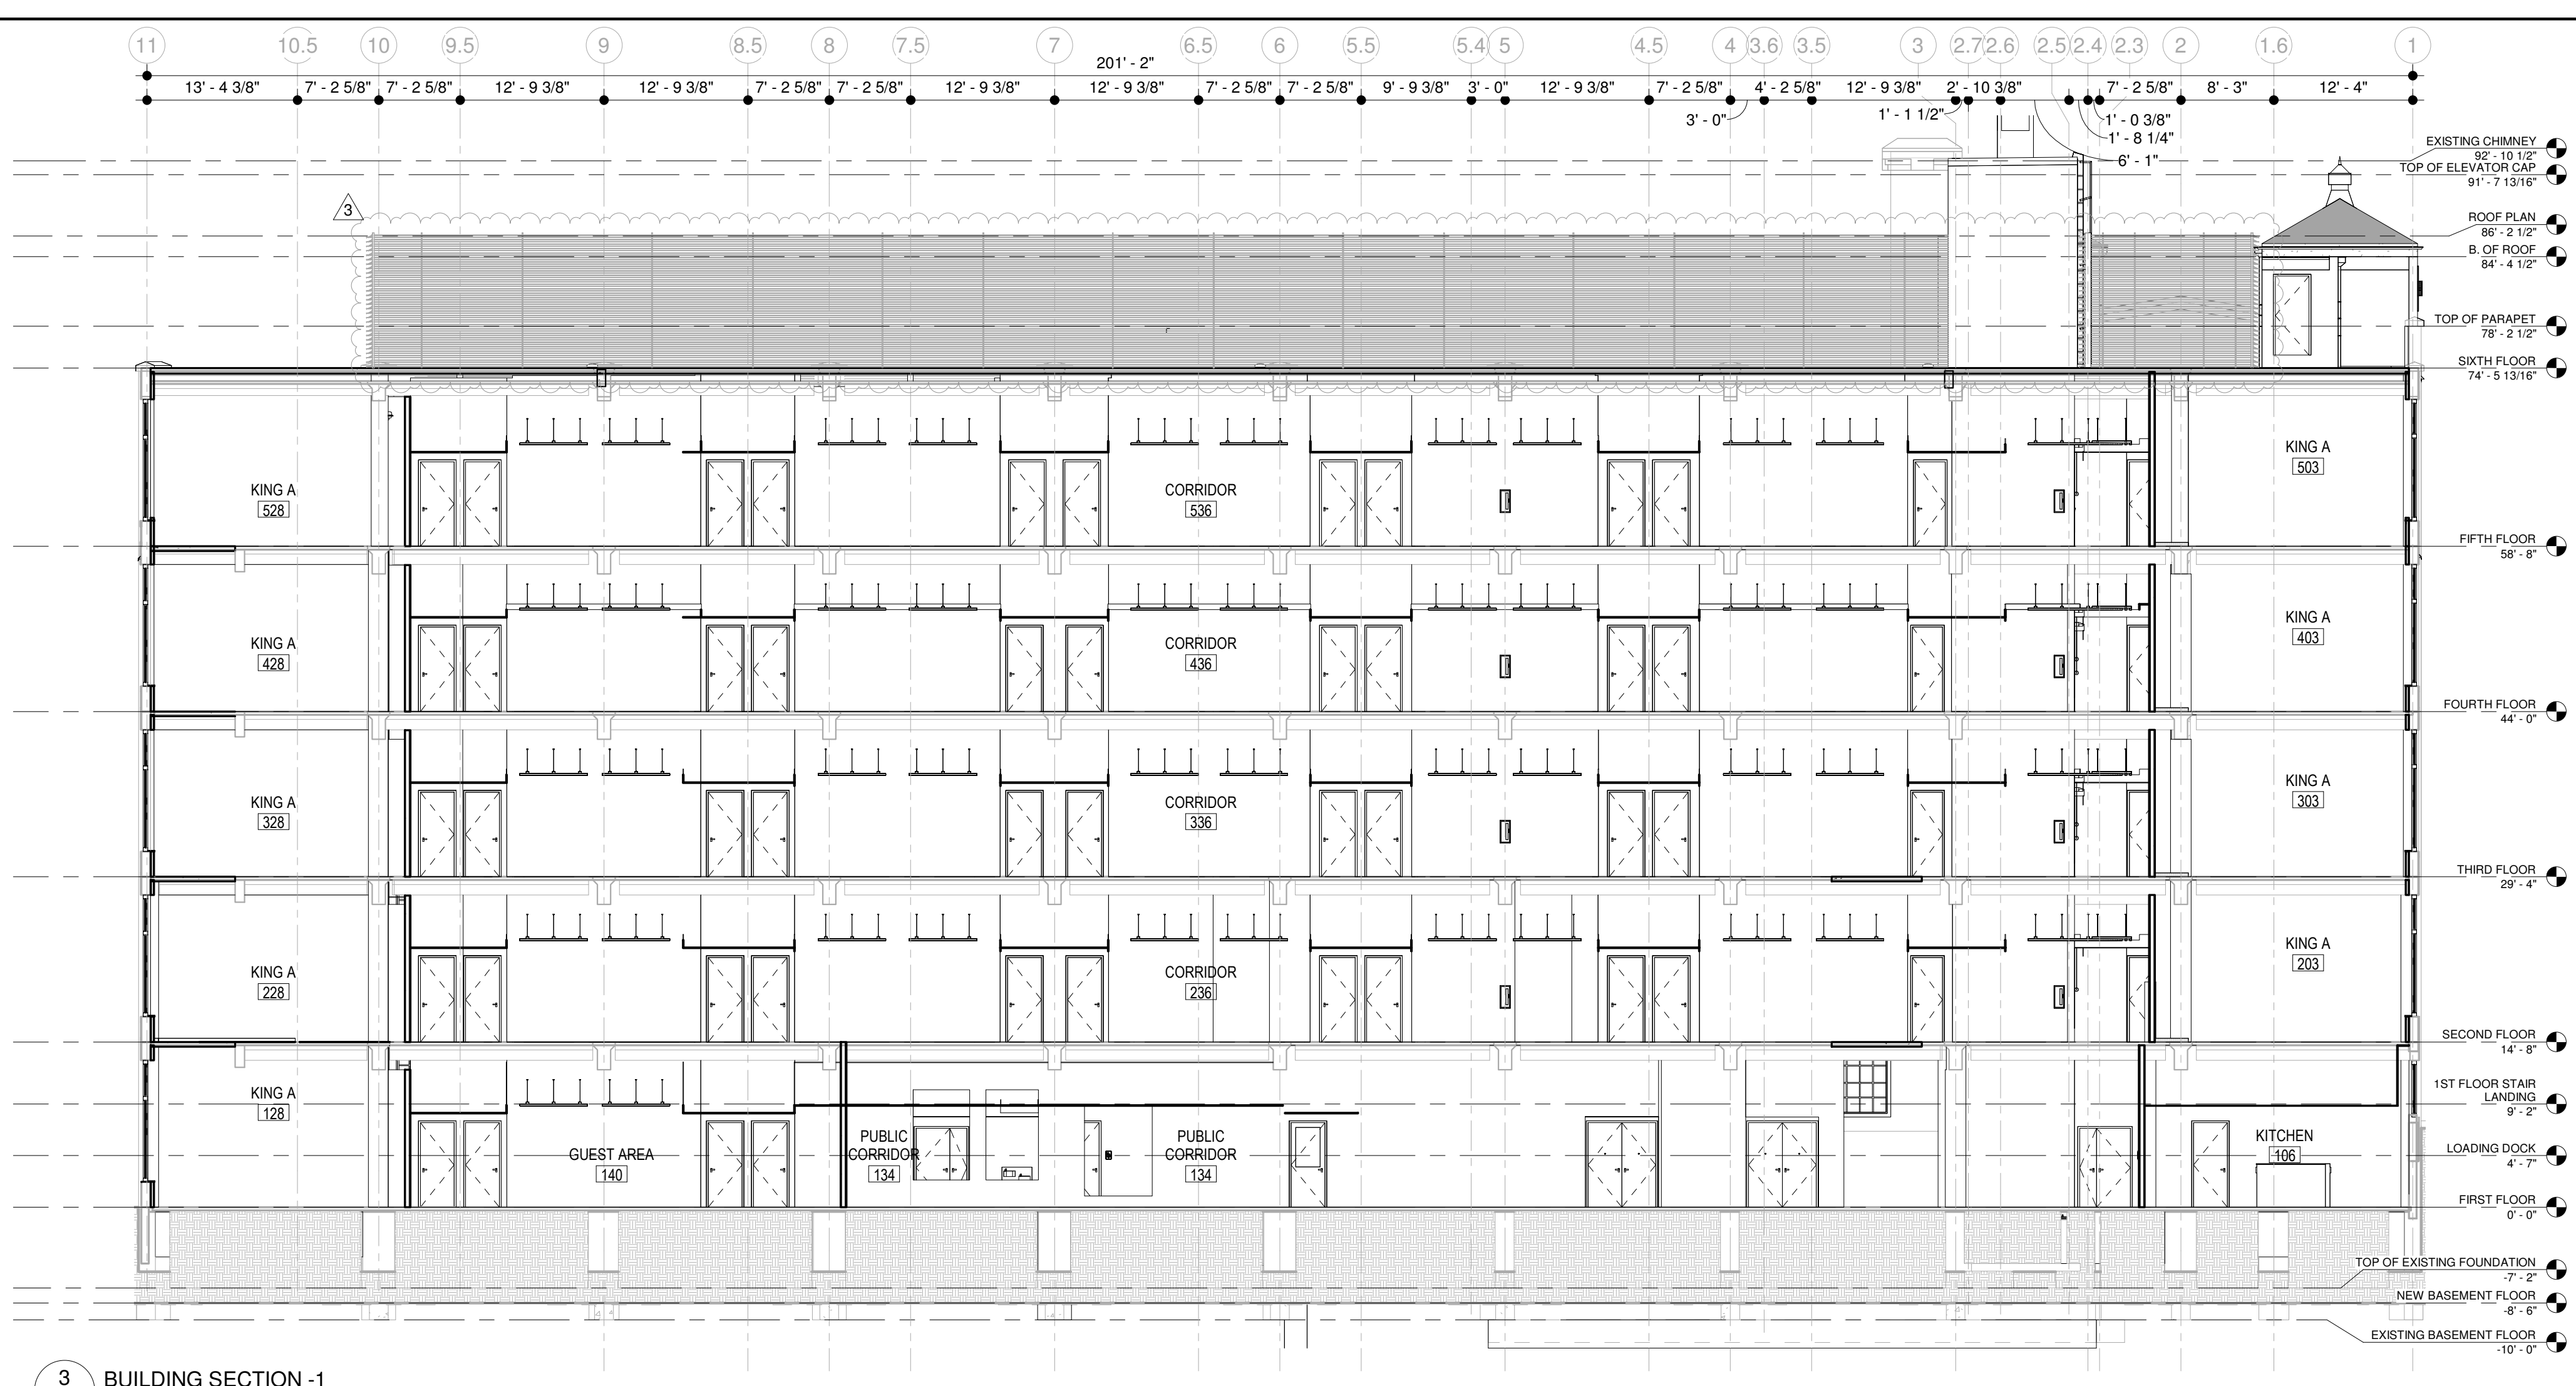 11 10.5 10 9.5 9 8.5 8 7.5 7 6.5 6 5.5 5.4 5 4.5 4 3.6 3.5 3 2.7 2.6 2.5 2.4 2.3 2 1.6 1
201' - 2"
13' - 4 3/8" 7' - 2 5/8" 7' - 2 5/8" 12' - 9 3/8" 12' - 9 3/8" 7' - 2 5/8" 7' - 2 5/8" 12' - 9 3/8" 12' - 9 3/8" 7' - 2 5/8" 7' - 2 5/8" 9' - 9 3/8" 3' - 0" 12' - 9 3/8" 7' - 2 5/8" 4' - 2 5/8" 12' - 9 3/8" 2' - 10 3/8" 7' - 2 5/8" 8' - 3" 12' - 4"
3' - 0" 1' - 1 1/2" 1' - 0 3/8"
1' - 8 1/4"
6' - 1"
EXISTING CHIMNEY
92' - 10 1/2"
TOP OF ELEVATOR CAP
91' - 7 13/16"
3
ROOF PLAN
86' - 2 1/2"
B. OF ROOF
84' - 4 1/2"
TOP OF PARAPET
78' - 2 1/2"
SIXTH FLOOR
74' - 5 13/16"
KING A
503
KING A
528
CORRIDOR
536
FIFTH FLOOR
58' - 8"
KING A
403
KING A
428
CORRIDOR
436
FOURTH FLOOR
44' - 0"
KING A
303
KING A
328
CORRIDOR
336
THIRD FLOOR
29' - 4"
KING A
203
KING A
228
CORRIDOR
236
SECOND FLOOR
14' - 8"
1ST FLOOR STAIR
LANDING
9' - 2"
KING A
128
GUEST AREA
140
PUBLIC
CORRIDOR
134
PUBLIC
CORRIDOR
134
KITCHEN
106
LOADING DOCK
4' - 7"
FIRST FLOOR
0' - 0"
TOP OF EXISTING FOUNDATION
-7' - 2"
NEW BASEMENT FLOOR
-8' - 6"
EXISTING BASEMENT FLOOR
-10' - 0"
3 BUILDING SECTION -1